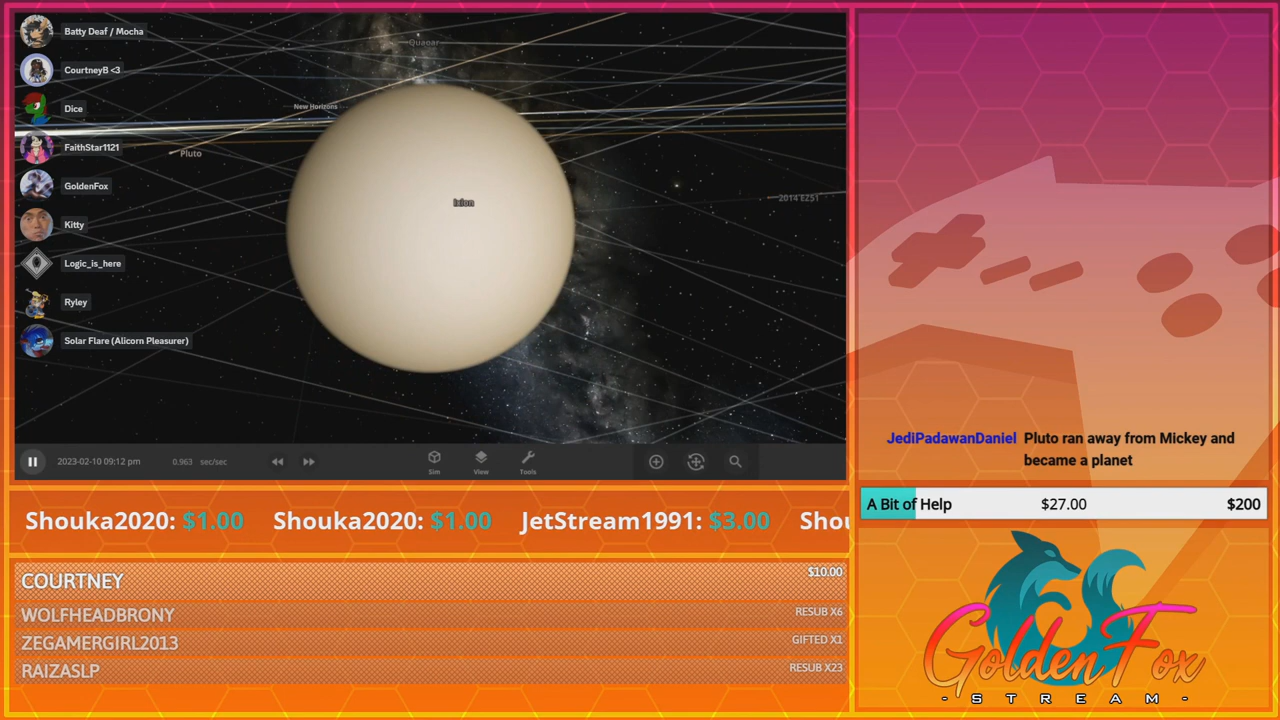 Batty Deaf / Mocha
CourtneyB <3
Dice
FaithStar1121
GoldenFox
Kitty
Logic_is_here
Ryley
Solar Flare (Alicorn Pleasurer)
Quaoar
New Horizons
Pluto
Ixion
2014 EZ51
2023-02-10 09:12 pm
0.963 sec/sec
Sim
View
Tools
JediPadawanDaniel Pluto ran away from Mickey and
became a planet
A Bit of Help $27.00 $200
Shouka2020: $1.00 Shouka2020: $1.00 JetStream1991: $3.00 Shou
COURTNEY $10.00
WOLFHEADBRONY RESUB X6
ZEGAMERGIRL2013 GIFTED X1
RAIZASLP RESUB X23
GoldenFox
- S T R E A M -